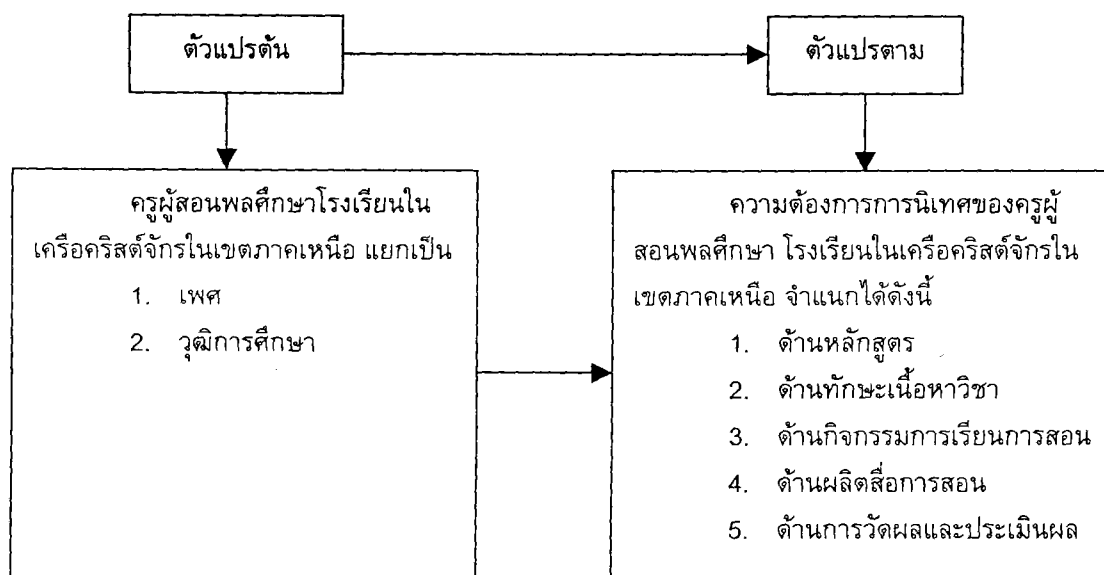 ตัวแปรต้น
ตัวแปรตาม
ครูผู้สอนพลศึกษาโรงเรียนใน
เครือคริสต์จักรในเขตภาคเหนือ แยกเป็น
1. เพศ
2. วุฒิการศึกษา
ความต้องการการนิเทศของครูผู้
สอนพลศึกษา โรงเรียนในเครือคริสต์จักรใน
เขตภาคเหนือ จำแนกได้ดังนี้
1. ด้านหลักสูตร
2. ด้านทักษะเนื้อหาวิชา
3. ด้านกิจกรรมการเรียนการสอน
4. ด้านผลิตสื่อการสอน
5. ด้านการวัดผลและประเมินผล